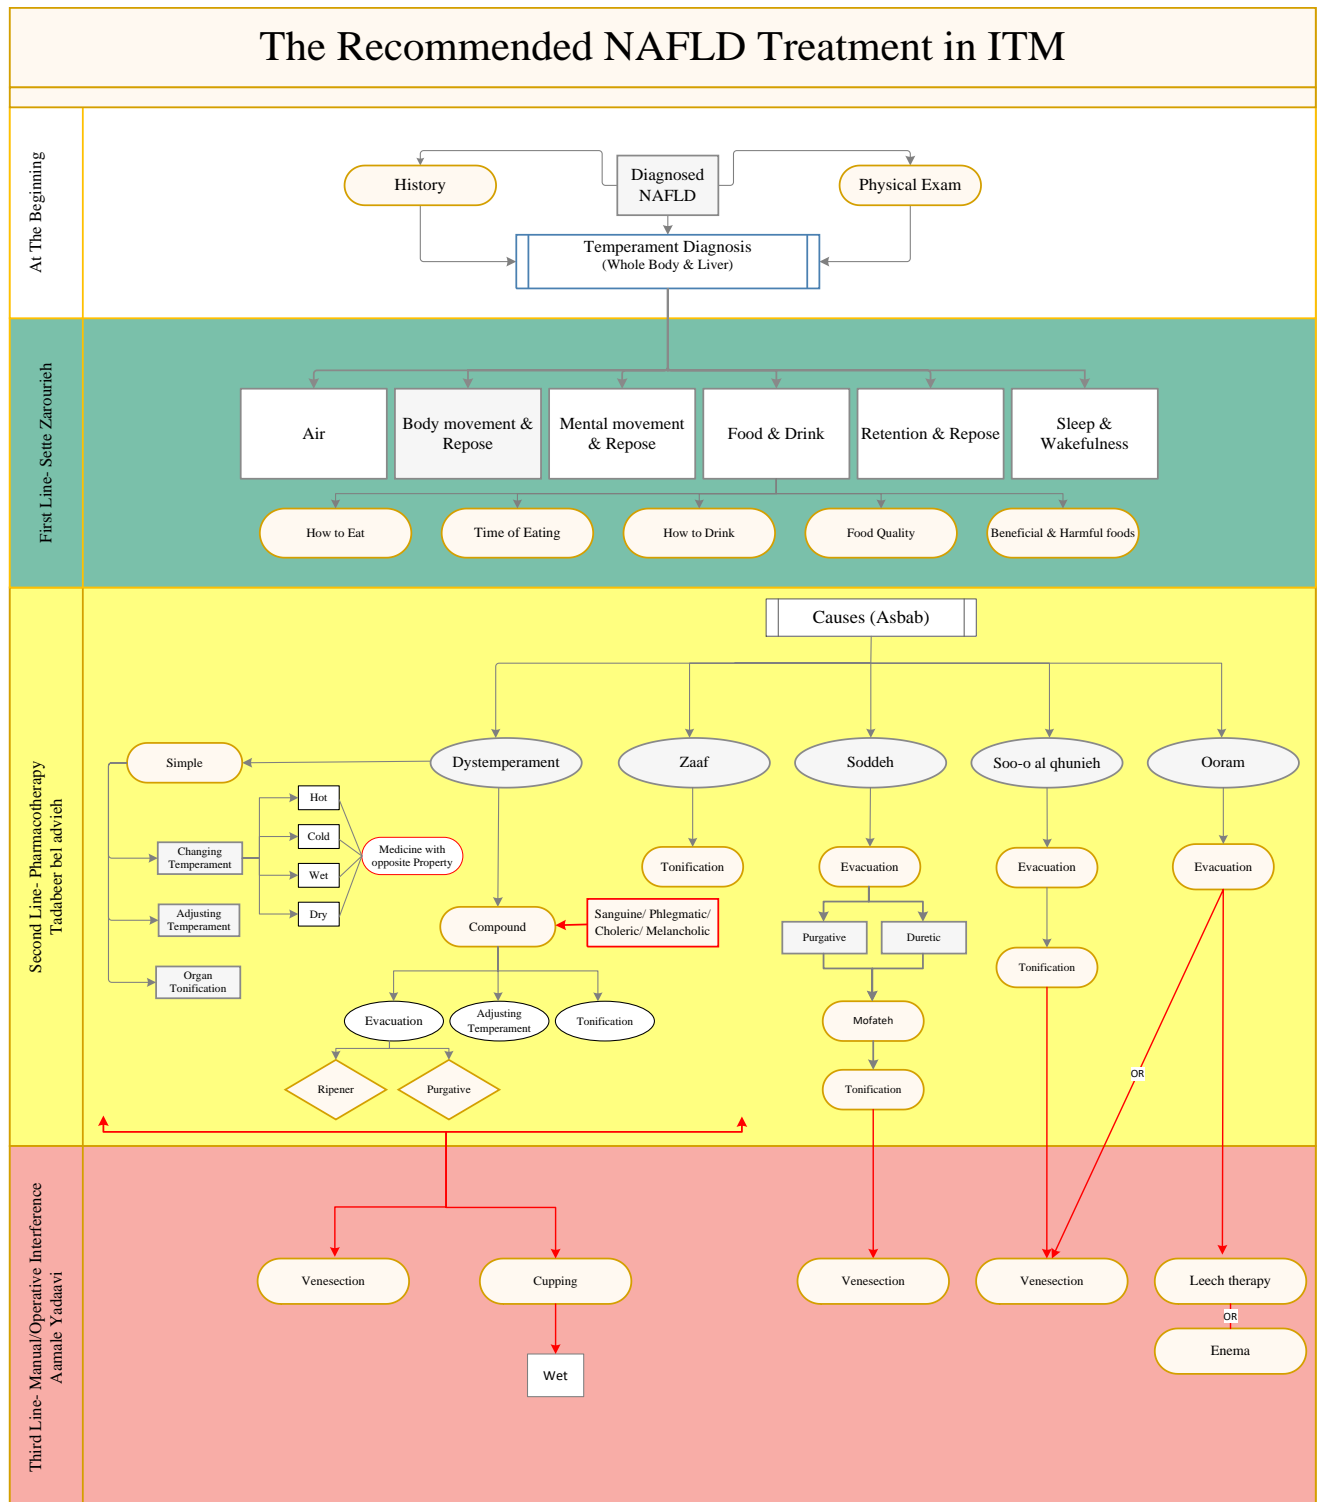 The Recommended NAFLD Treatment in ITM
At The Beginning
History
Diagnosed
NAFLD
Physical Exam
Temperament Diagnosis
(Whole Body & Liver)
First Line- Sette Zarourieh
Air
Body movement &
Repose
Mental movement
& Repose
Food & Drink
Retention & Repose
Sleep &
Wakefulness
How to Eat
Time of Eating
How to Drink
Food Quality
Beneficial & Harmful foods
Second Line- Pharmacotherapy
Tadabeer bel advieh
Causes (Asbab)
Simple
Dystemperament
Zaaf
Soddeh
Soo-o al qhunieh
Ooram
Changing
Temperament
Hot
Cold
Wet
Dry
Medicine with
opposite Property
Adjusting
Temperament
Organ
Tonification
Compound
Sanguine/ Phlegmatic/
Choleric/ Melancholic
Evacuation
Adjusting
Temperament
Tonification
Ripener
Purgative
Tonification
Evacuation
Purgative
Duretic
Mofateh
Tonification
Evacuation
Tonification
Evacuation
OR
Third Line- Manual/Operative Interference
Aamale Yadaavi
Venesection
Cupping
Wet
Venesection
Venesection
Leech therapy
OR
Enema